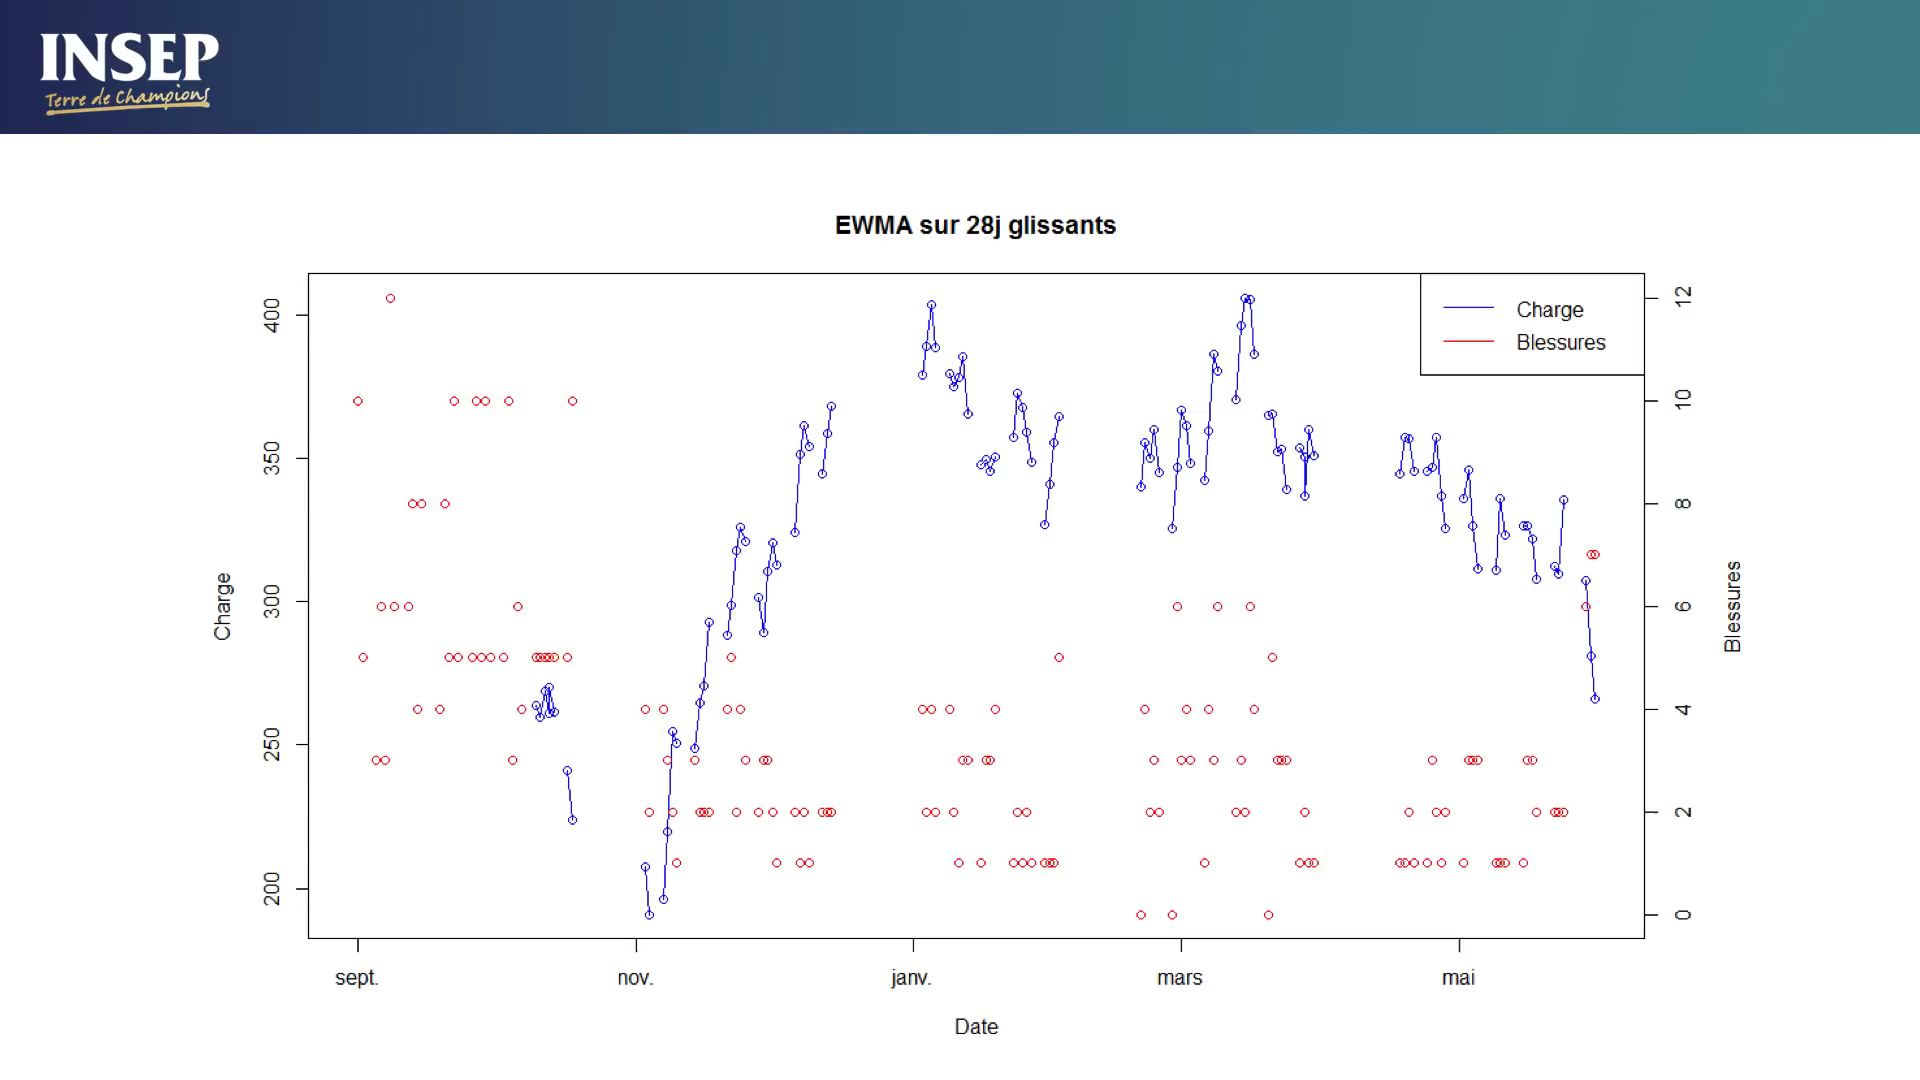 INSEP
Terre de Champions
EWMA sur 28j glissants
Charge
Blessures
400
350
300
250
200
Charge
12
10
8
6
4
2
0
Blessures
sept.
nov.
janv.
mars
mai
Date